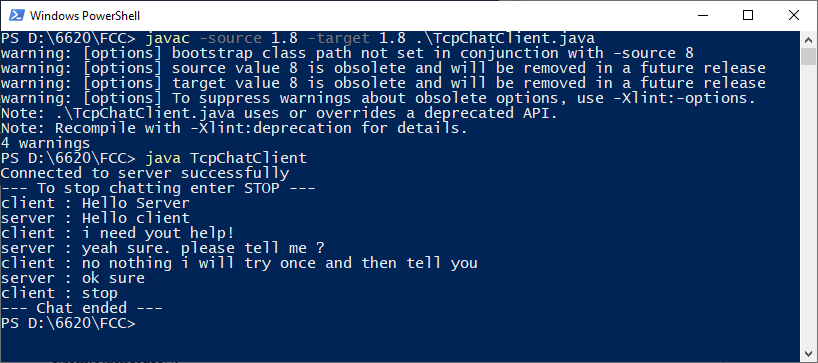 Windows PowerShell
PS D:\6620\FCC> javac -source 1.8 -target 1.8 .\TcpChatClient.java
warning: [options] bootstrap class path not set in conjunction with -source 8
warning: [options] source value 8 is obsolete and will be removed in a future release
warning: [options] target value 8 is obsolete and will be removed in a future release
warning: [options] To suppress warnings about obsolete options, use -Xlint:-options.
Note: .\TcpChatClient.java uses or overrides a deprecated API.
Note: Recompile with -Xlint:deprecation for details.
4 warnings
PS D:\6620\FCC> java TcpChatClient
Connected to server successfully
--- To stop chatting enter STOP ---
client : Hello Server
server : Hello client
client : i need yout help!
server : yeah sure. please tell me ?
client : no nothing i will try once and then tell you
server : ok sure
client : stop
--- Chat ended ---
PS D:\6620\FCC>